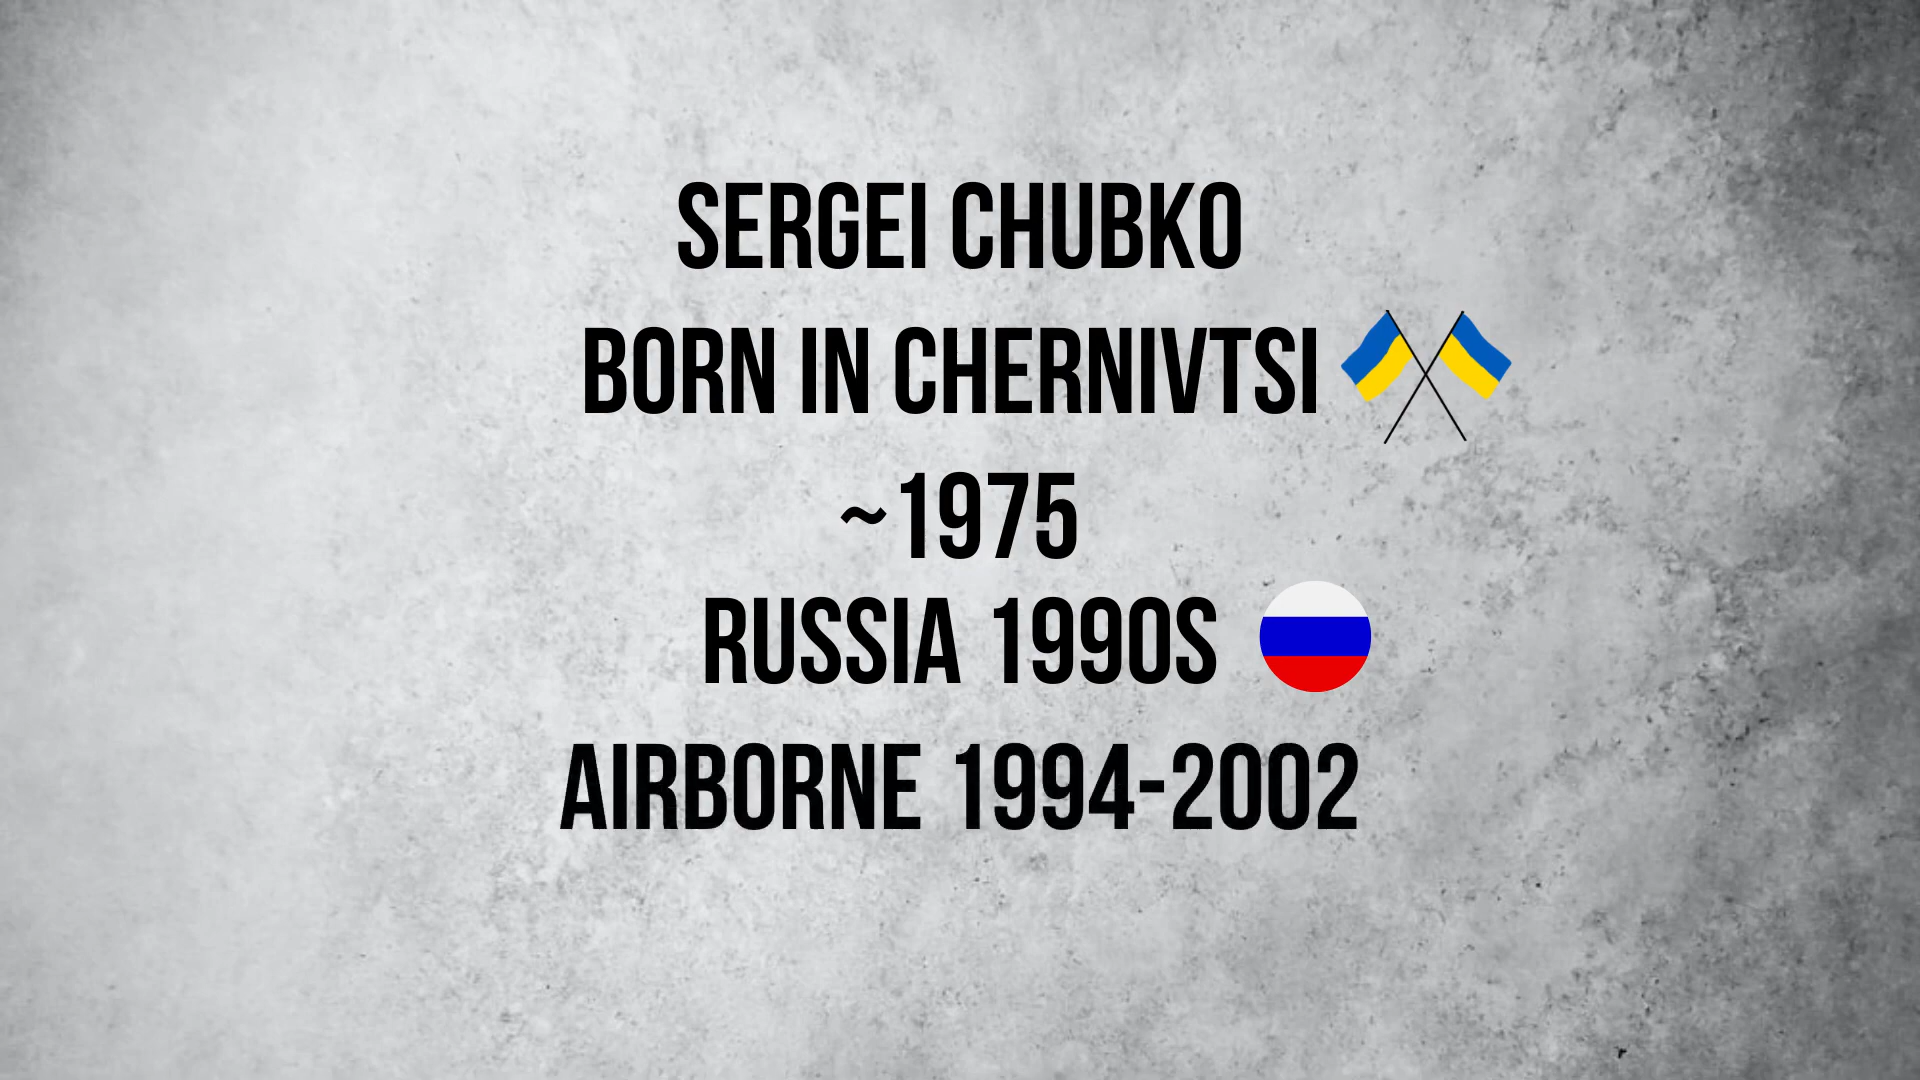 SERGEI CHUBKO
BORN IN CHERNIVTSI
~1975
RUSSIA 1990S
AIRBORNE 1994-2002